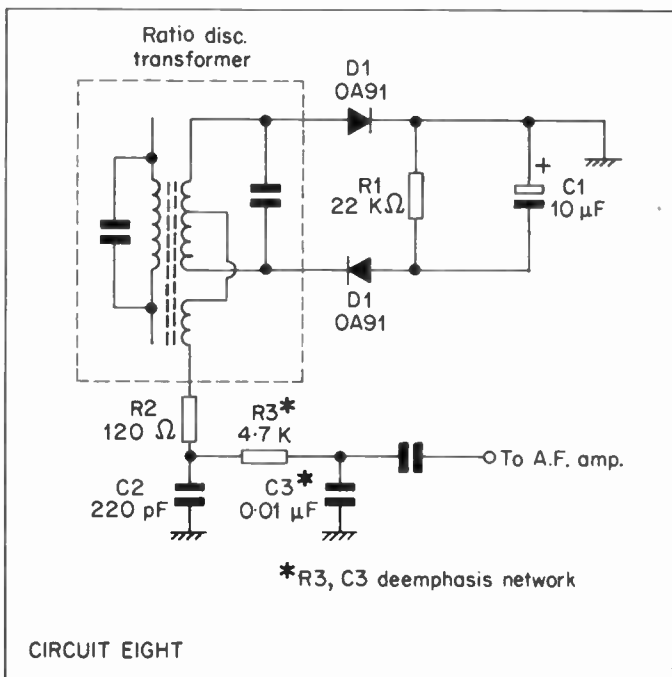 Ratio disc.
transformer
D1
OA91
R1
22 KΩ
+
C1
10 µF
D1
OA91
R2
120 Ω
R3*
4·7 K
To A.F. amp.
C2
220 pF
C3*
0·01 µF
*R3, C3 deemphasis network
CIRCUIT EIGHT